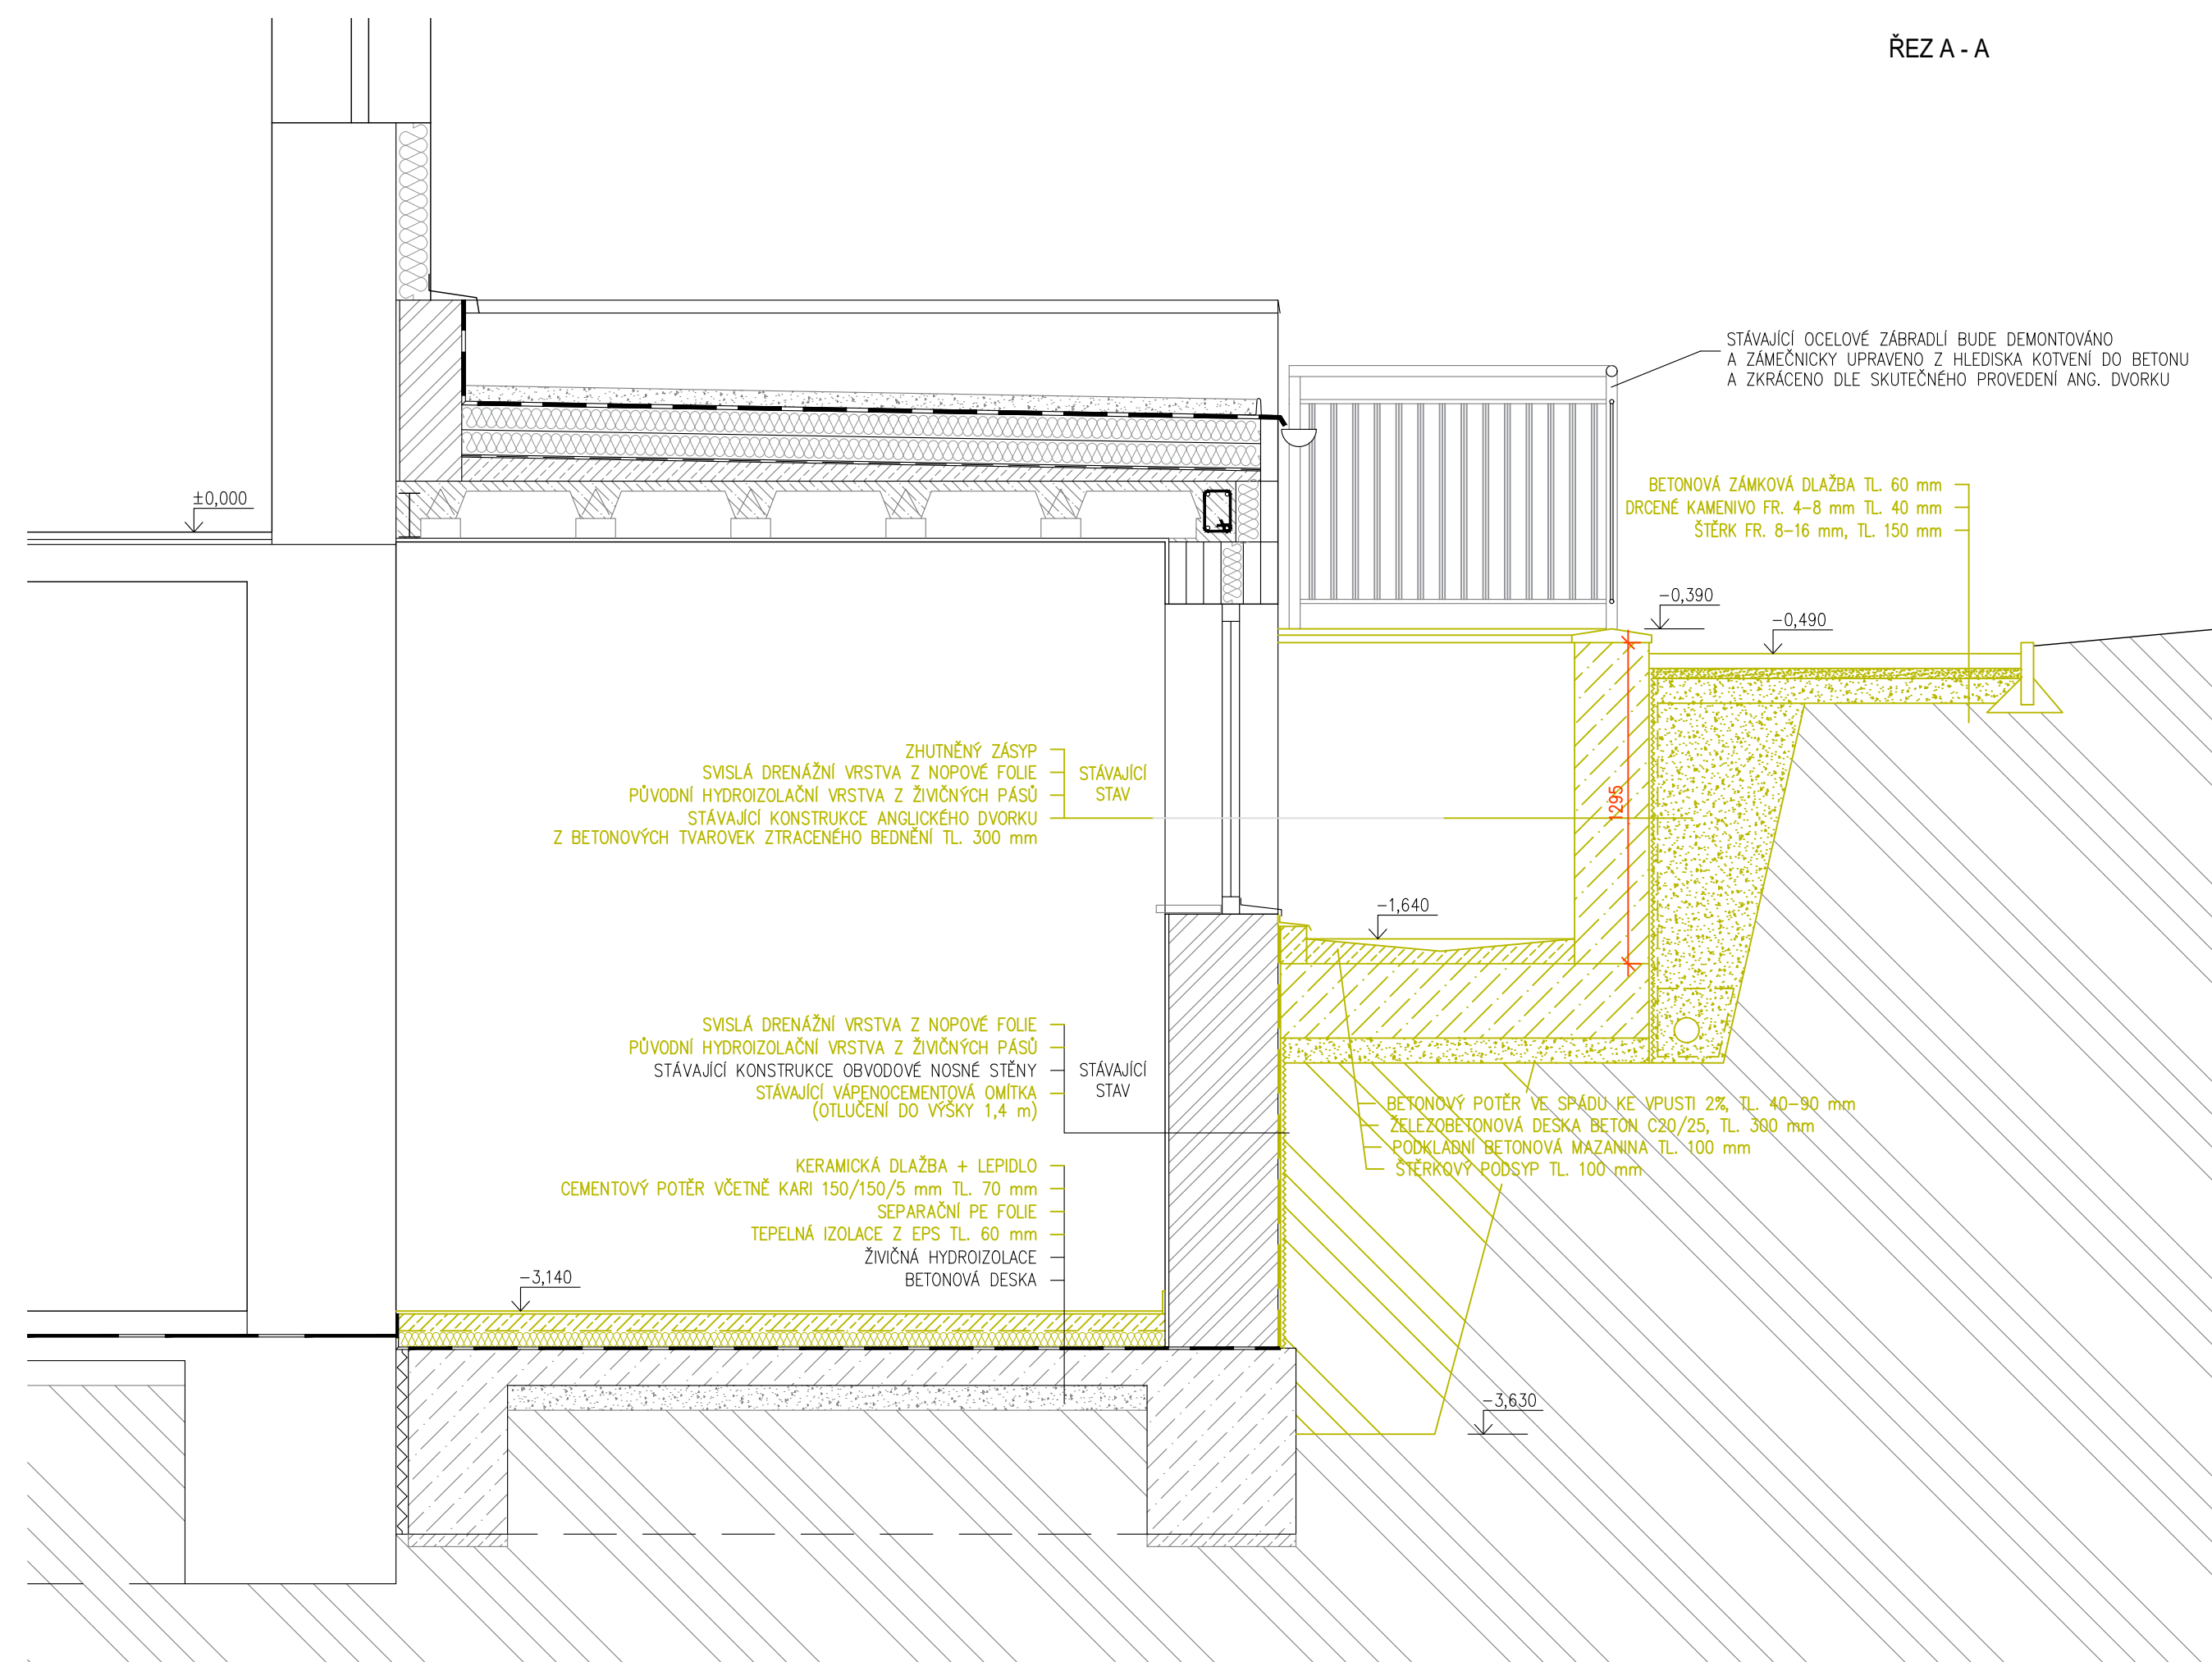 ŘEZ A - A
STÁVAJÍCÍ OCELOVÉ ZÁBRADLÍ BUDE DEMONTOVÁNO
A ZÁMEČNICKY UPRAVENO Z HLEDISKA KOTVENÍ DO BETONU
A ZKRÁCENO DLE SKUTEČNÉHO PROVEDENÍ ANG. DVORKU
±0,000
BETONOVÁ ZÁMKOVÁ DLAŽBA TL. 60 mm
DRCENÉ KAMENIVO FR. 4-8 mm TL. 40 mm
ŠTĚRK FR. 8-16 mm, TL. 150 mm
-0,390
-0,490
ZHUTNĚNÝ ZÁSYP
SVISLÁ DRENÁŽNÍ VRSTVA Z NOPOVÉ FOLIE
PŮVODNÍ HYDROIZOLAČNÍ VRSTVA Z ŽIVIČNÝCH PÁSŮ
STÁVAJÍCÍ KONSTRUKCE ANGLICKÉHO DVORKU
Z BETONOVÝCH TVAROVEK ZTRACENÉHO BEDNĚNÍ TL. 300 mm
STÁVAJÍCÍ
STAV
1295
-1,640
SVISLÁ DRENÁŽNÍ VRSTVA Z NOPOVÉ FOLIE
PŮVODNÍ HYDROIZOLAČNÍ VRSTVA Z ŽIVIČNÝCH PÁSŮ
STÁVAJÍCÍ KONSTRUKCE OBVODOVÉ NOSNÉ STĚNY
STÁVAJÍCÍ VÁPENOCEMENTOVÁ OMÍTKA
(OTLUČENÍ DO VÝŠKY 1,4 m)
STÁVAJÍCÍ
STAV
BETONOVÝ POTĚR VE SPÁDU KE VPUSTI 2%, TL. 40-90 mm
ŽELEZOBETONOVÁ DESKA BETON C20/25, TL. 300 mm
PODKLADNÍ BETONOVÁ MAZANINA TL. 100 mm
ŠTĚRKOVÝ PODSYP TL. 100 mm
KERAMICKÁ DLAŽBA + LEPIDLO
CEMENTOVÝ POTĚR VČETNĚ KARI 150/150/5 mm TL. 70 mm
SEPARAČNÍ PE FOLIE
TEPELNÁ IZOLACE Z EPS TL. 60 mm
ŽIVIČNÁ HYDROIZOLACE
BETONOVÁ DESKA
-3,140
-3,630